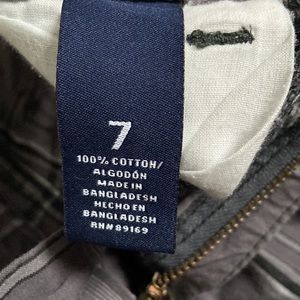 7
100% COTTON/
ALGODÓN
MADE IN
BANGLADESH
HECHO EN
BANGLADESH
RN#89169